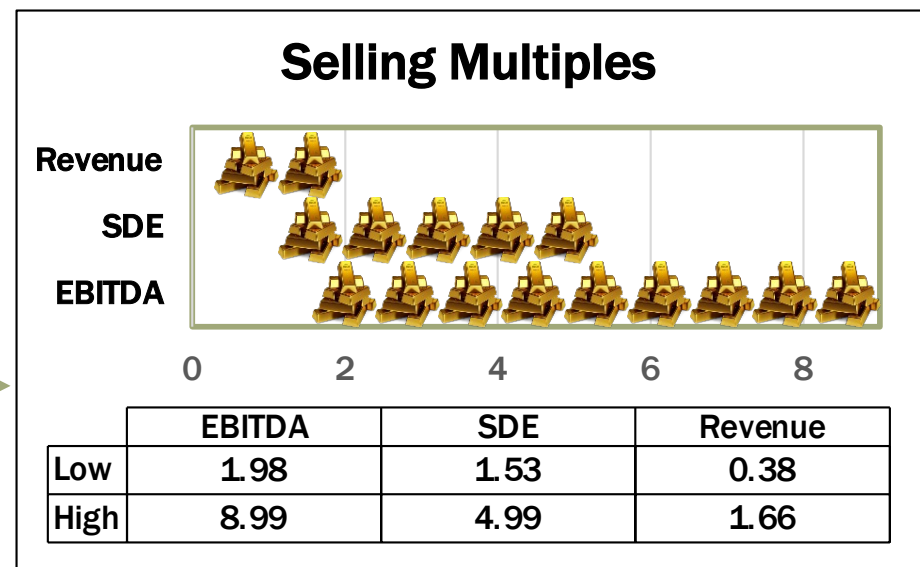 Selling Multiples
Revenue
SDE
EBITDA
0 2 4 6 8
EBITDA SDE Revenue
Low 1.98 1.53 0.38
High 8.99 4.99 1.66